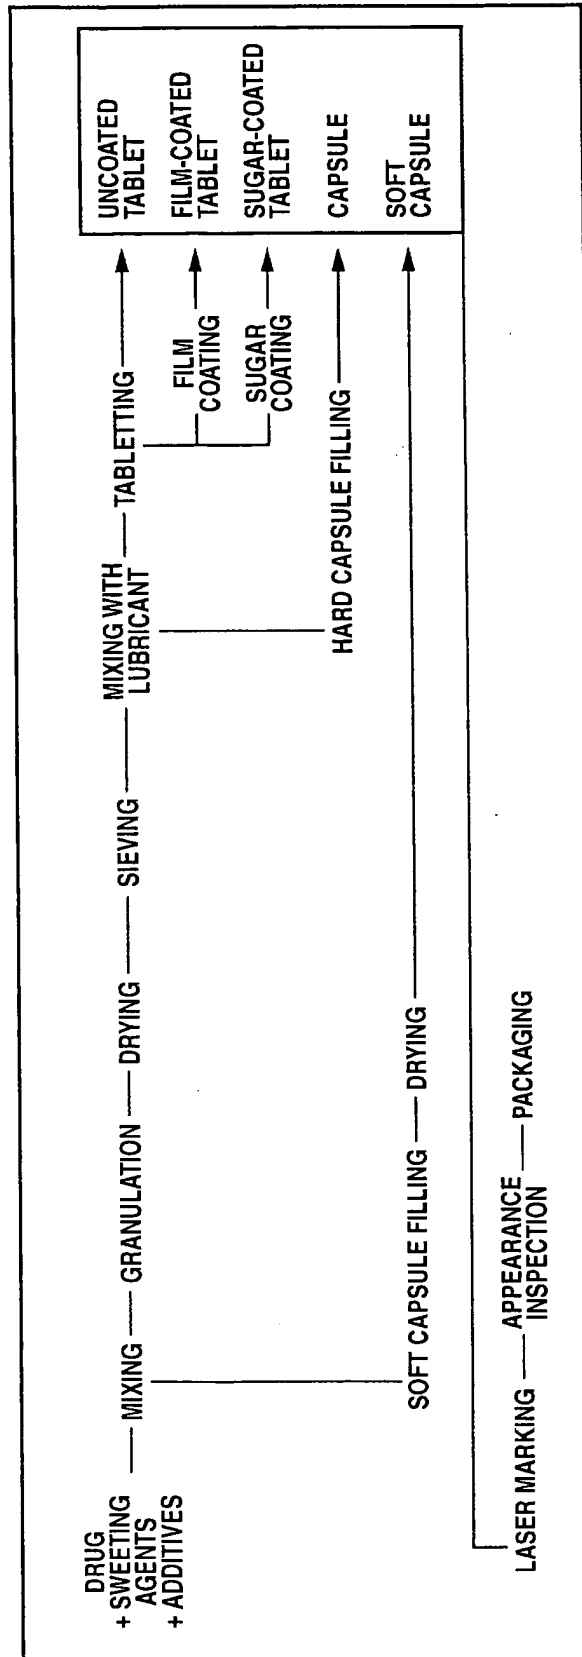 DRUG
+ SWEETING
AGENTS
+ ADDITIVES
MIXING
GRANULATION
DRYING
SIEVING
MIXING WITH
LUBRICANT
TABLETTING
UNCOATED
TABLET
FILM
COATING
FILM-COATED
TABLET
SUGAR
COATING
SUGAR-COATED
TABLET
HARD CAPSULE FILLING
CAPSULE
SOFT CAPSULE FILLING
DRYING
SOFT
CAPSULE
LASER MARKING
APPEARANCE
INSPECTION
PACKAGING